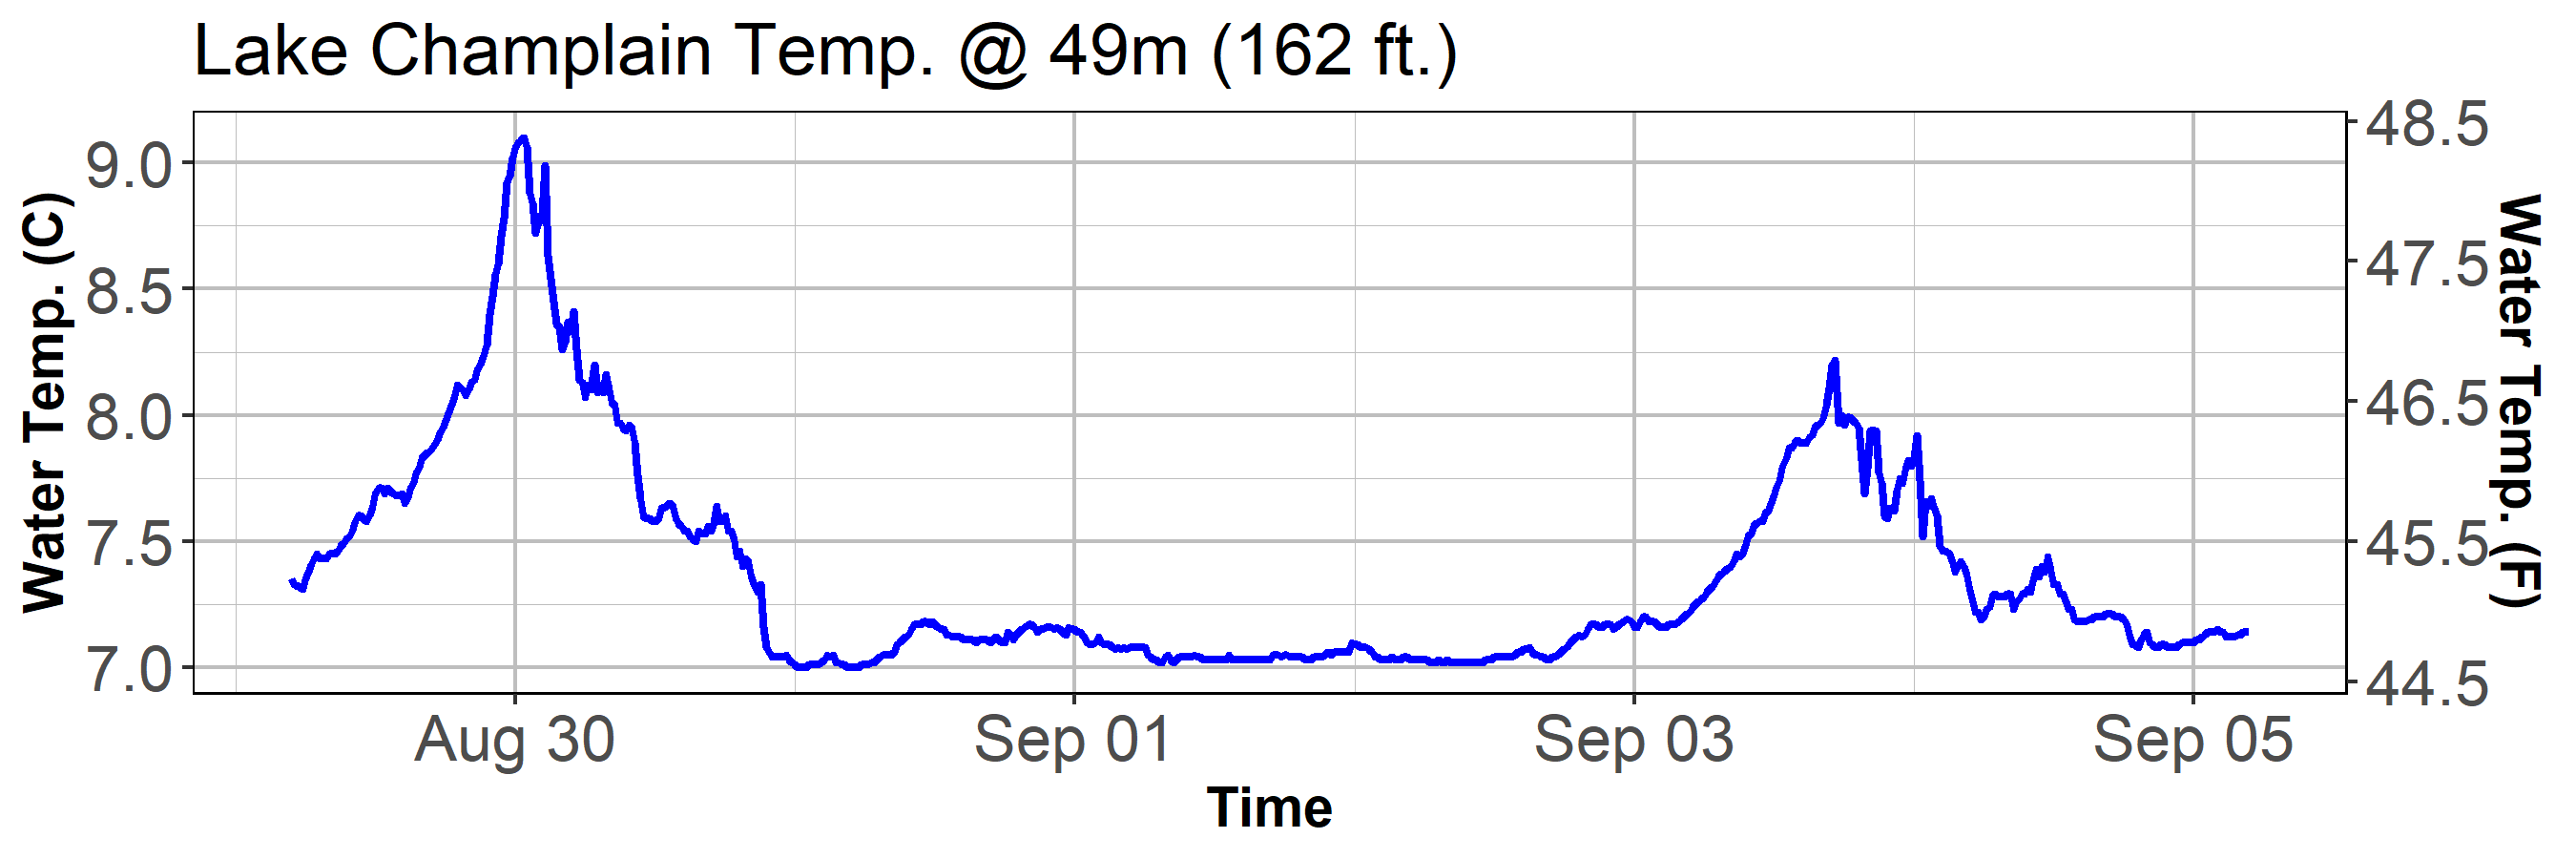 Lake Champlain Temp. @ 49m (162 ft.)
Water Temp. (C)
9.0
8.5
8.0
7.5
7.0
48.5
47.5
46.5
45.5
44.5
Water Temp. (F)
Aug 30 Sep 01 Sep 03 Sep 05
Time